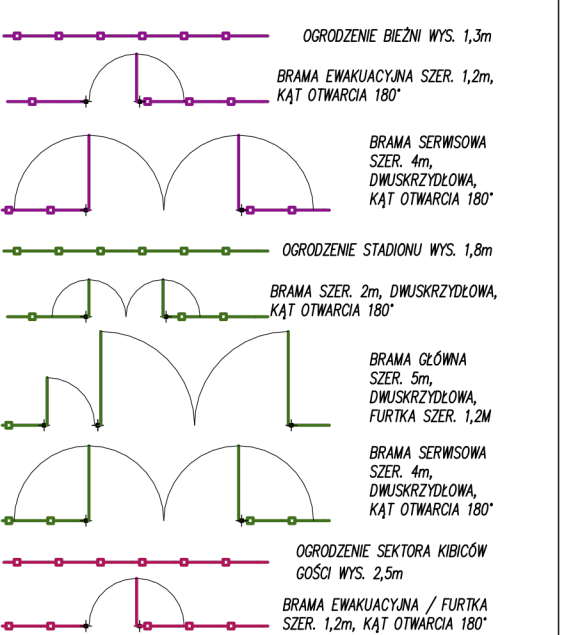 OGRODZENIE BIEŻNI WYS. 1,3m
BRAMA EWAKUACYJNA SZER. 1,2m,
KĄT OTWARCIA 180°
BRAMA SERWISOWA
SZER. 4m,
DWUSKRZYDŁOWA,
KĄT OTWARCIA 180°
OGRODZENIE STADIONU WYS. 1,8m
BRAMA SZER. 2m, DWUSKRZYDŁOWA,
KĄT OTWARCIA 180°
BRAMA GŁÓWNA
SZER. 5m,
DWUSKRZYDŁOWA,
FURTKA SZER. 1,2M
BRAMA SERWISOWA
SZER. 4m,
DWUSKRZYDŁOWA,
KĄT OTWARCIA 180°
OGRODZENIE SEKTORA KIBICÓW
GOŚCI WYS. 2,5m
BRAMA EWAKUACYJNA / FURTKA
SZER. 1,2m, KĄT OTWARCIA 180°